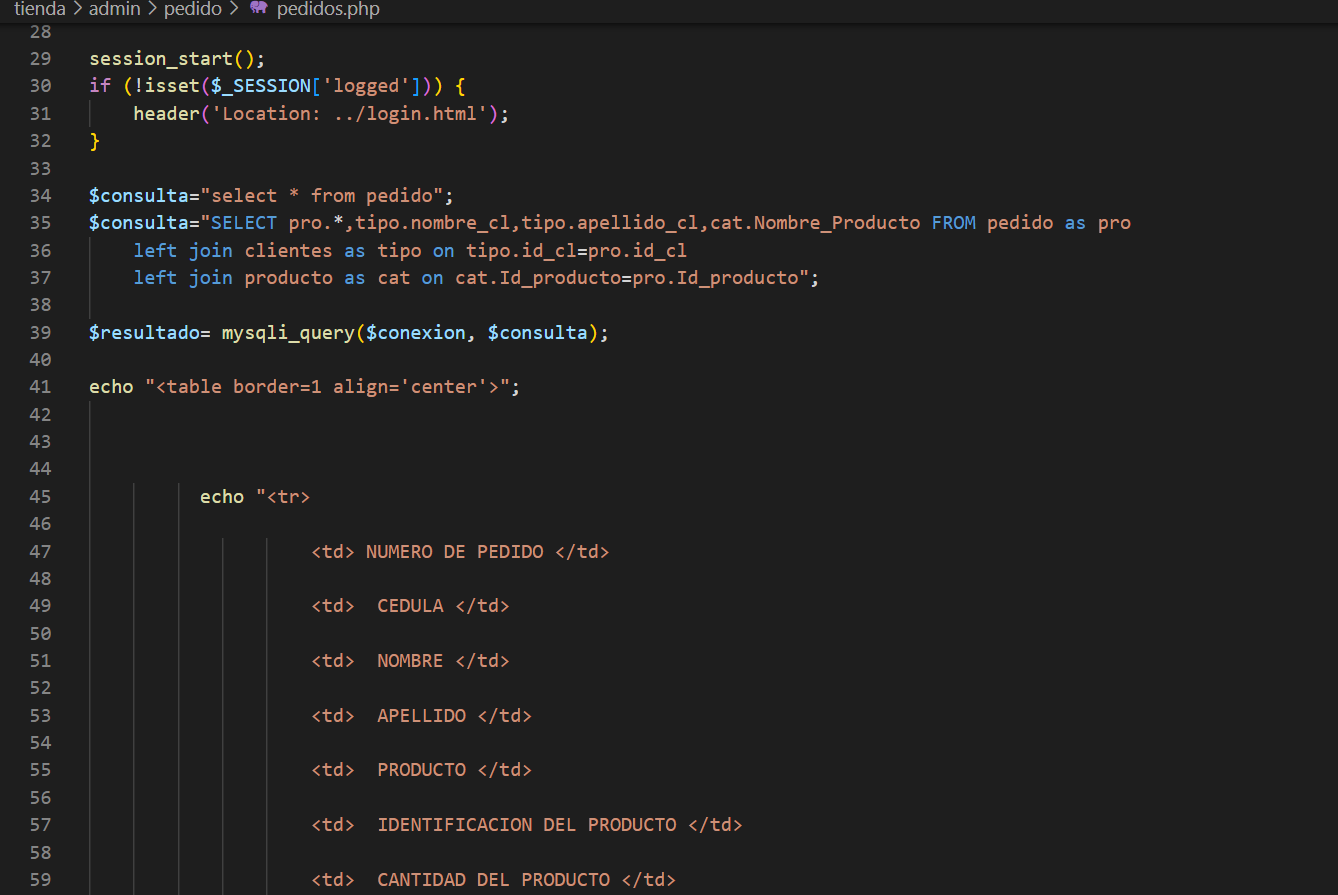 tienda > admin > pedido > pedidos.php
28
29 session_start();
30 if (!isset($_SESSION['logged'])) {
31 header('Location: ../login.html');
32 }
33
34 $consulta="select * from pedido";
35 $consulta="SELECT pro.*,tipo.nombre_cl,tipo.apellido_cl,cat.Nombre_Producto FROM pedido as pro
36 left join clientes as tipo on tipo.id_cl=pro.id_cl
37 left join producto as cat on cat.Id_producto=pro.Id_producto";
38
39 $resultado= mysqli_query($conexion, $consulta);
40
41 echo "<table border=1 align='center'>";
42
43
44
45 echo "<tr>
46
47 <td> NUMERO DE PEDIDO </td>
48
49 <td> CEDULA </td>
50
51 <td> NOMBRE </td>
52
53 <td> APELLIDO </td>
54
55 <td> PRODUCTO </td>
56
57 <td> IDENTIFICACION DEL PRODUCTO </td>
58
59 <td> CANTIDAD DEL PRODUCTO </td>